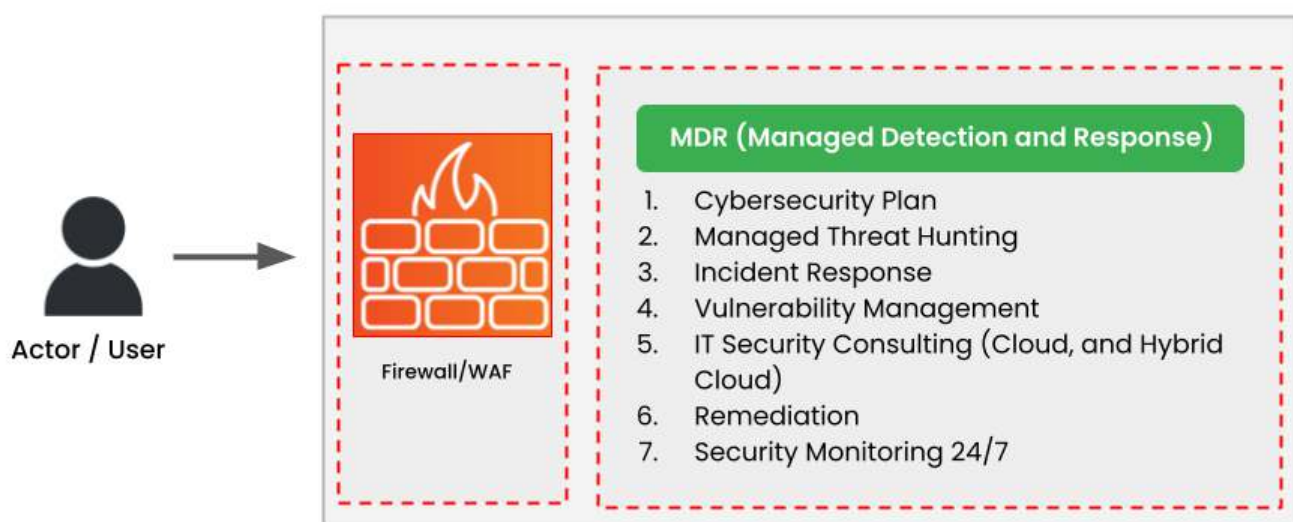 Actor / User
Firewall/WAF
MDR (Managed Detection and Response)
1. Cybersecurity Plan
2. Managed Threat Hunting
3. Incident Response
4. Vulnerability Management
5. IT Security Consulting (Cloud, and Hybrid
Cloud)
6. Remediation
7. Security Monitoring 24/7